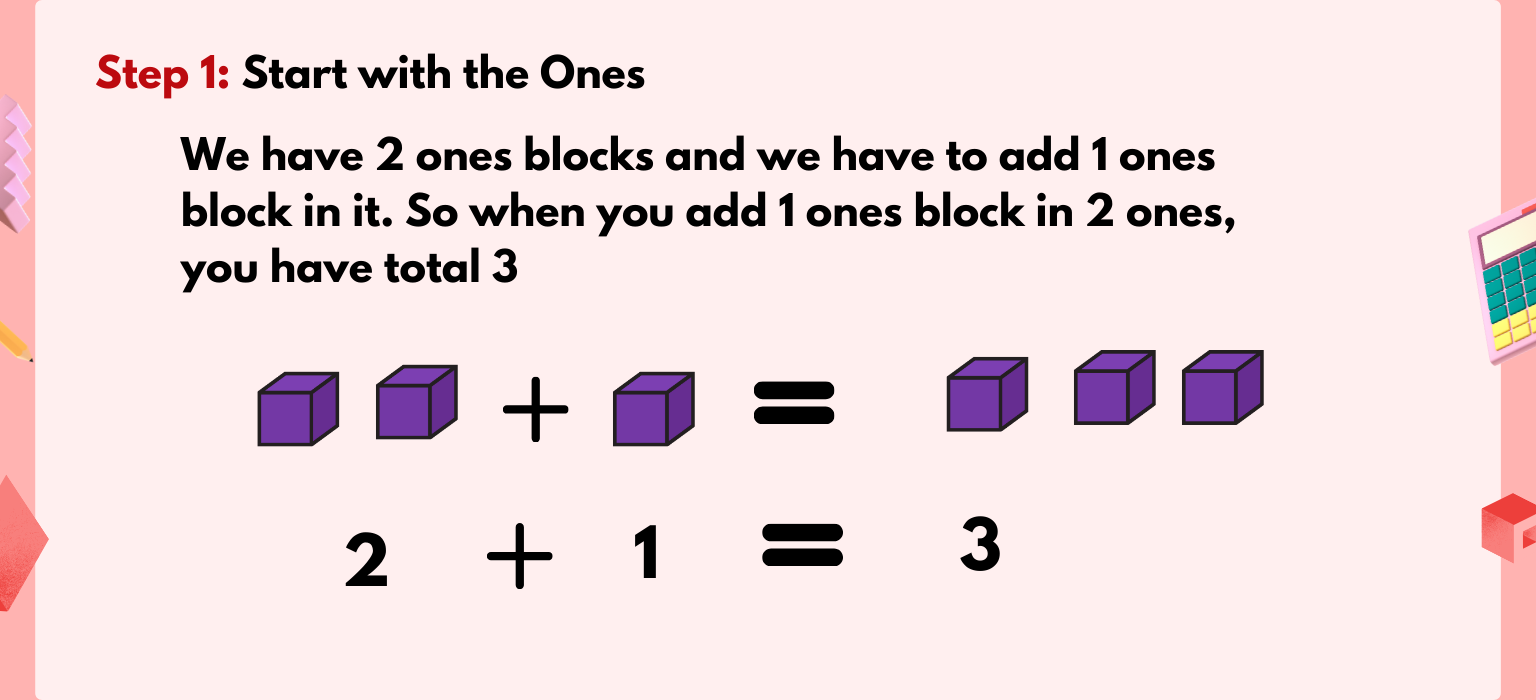 Step 1: Start with the Ones
We have 2 ones blocks and we have to add 1 ones
block in it. So when you add 1 ones block in 2 ones,
you have total 3
+ =
2 + 1 = 3